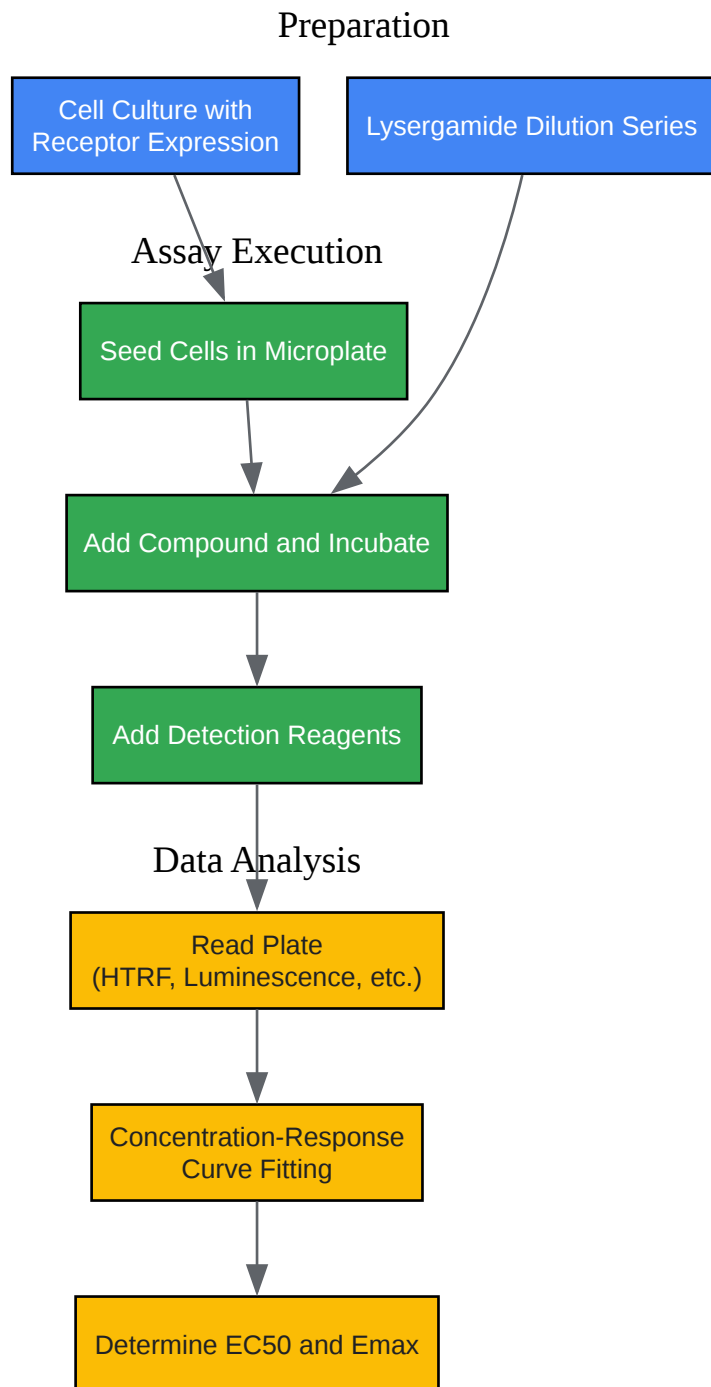 Preparation
Cell Culture with
Receptor Expression
Lysergamide Dilution Series
Assay Execution
Seed Cells in Microplate
Add Compound and Incubate
Add Detection Reagents
Data Analysis
Read Plate
(HTRF, Luminescence, etc.)
Concentration-Response
Curve Fitting
Determine EC50 and Emax